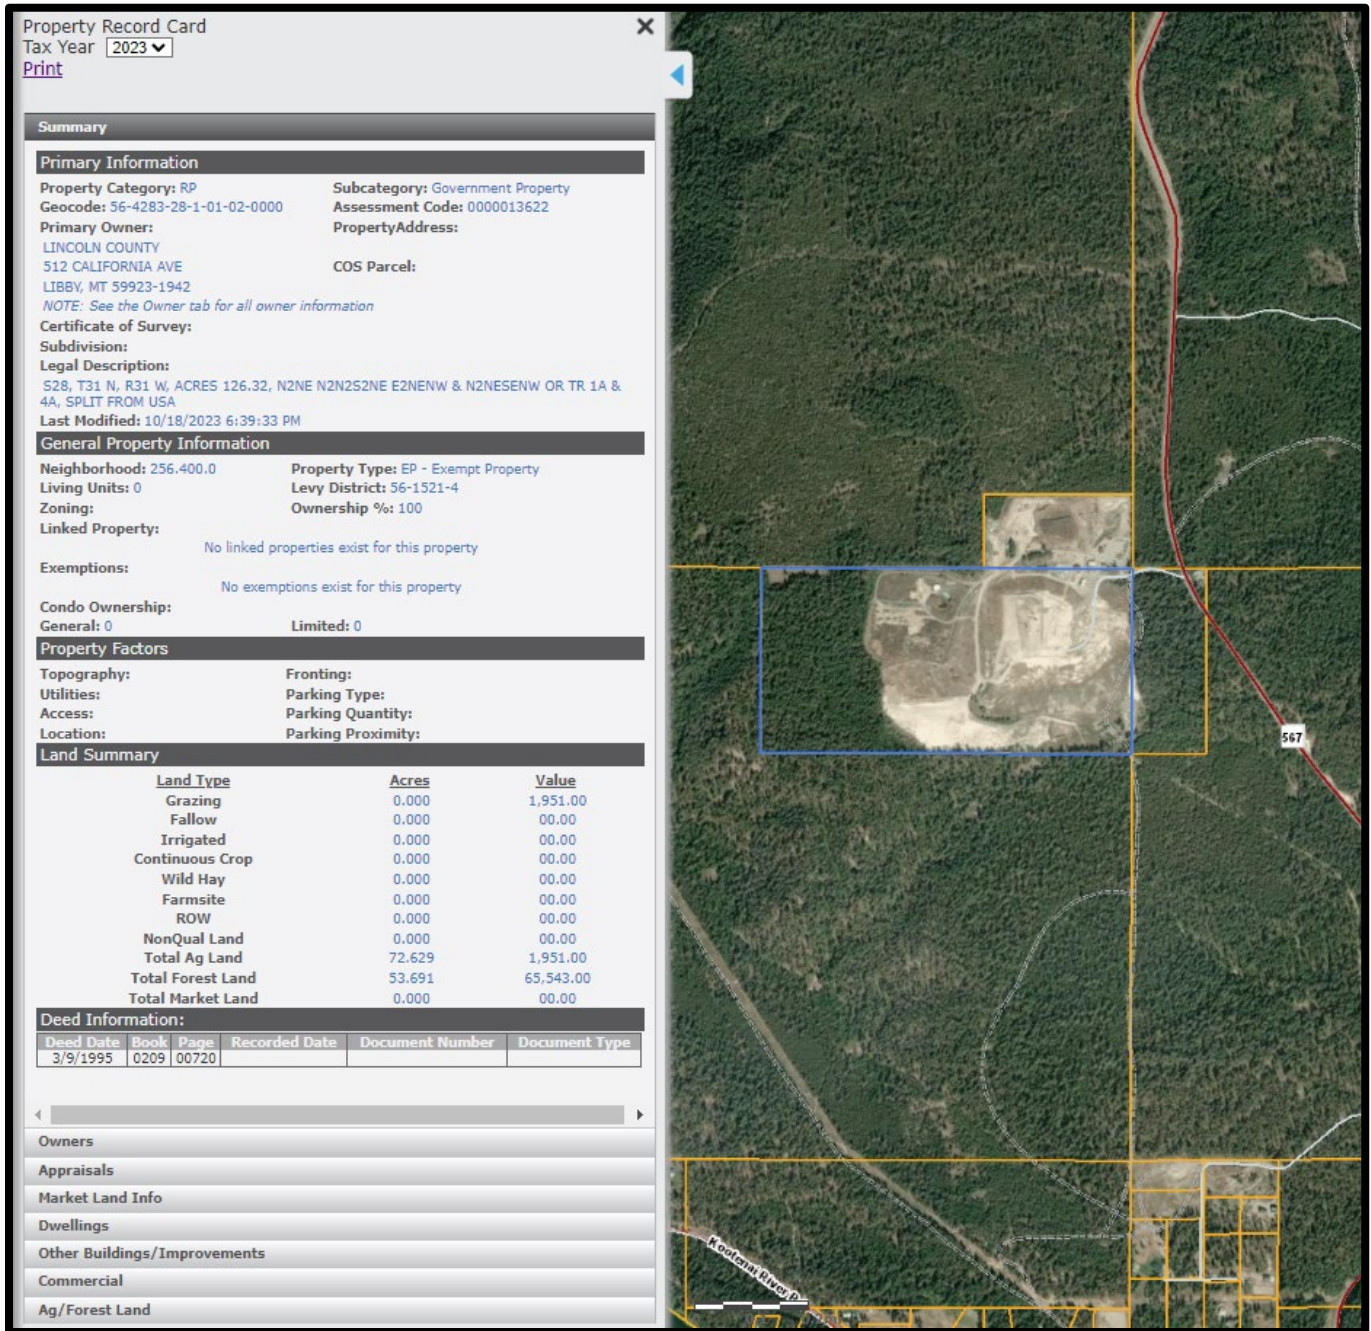 Property Record Card
Tax Year 2023
Print
Summary
Primary Information
Property Category: RP Subcategory: Government Property
Geocode: 56-4283-28-1-01-02-0000 Assessment Code: 0000013622
Primary Owner: PropertyAddress:
LINCOLN COUNTY
512 CALIFORNIA AVE COS Parcel:
LIBBY, MT 59923-1942
NOTE: See the Owner tab for all owner information
Certificate of Survey:
Subdivision:
Legal Description:
S28, T31 N, R31 W, ACRES 126.32, N2NE N2N2S2NE E2NENW & N2NESENW OR TR 1A &
4A, SPLIT FROM USA
Last Modified: 10/18/2023 6:39:33 PM
General Property Information
Neighborhood: 256.400.0 Property Type: EP - Exempt Property
Living Units: 0 Levy District: 56-1521-4
Zoning: Ownership %: 100
Linked Property:
No linked properties exist for this property
Exemptions:
No exemptions exist for this property
Condo Ownership:
General: 0 Limited: 0
Property Factors
Topography: Fronting:
Utilities: Parking Type:
Access: Parking Quantity:
Location: Parking Proximity:
Land Summary
Land Type Acres Value
Grazing 0.000 1,951.00
Fallow 0.000 00.00
Irrigated 0.000 00.00
Continuous Crop 0.000 00.00
Wild Hay 0.000 00.00
Farmsite 0.000 00.00
ROW 0.000 00.00
NonQual Land 0.000 00.00
Total Ag Land 72.629 1,951.00
Total Forest Land 53.691 65,543.00
Total Market Land 0.000 00.00
Deed Information:
Deed Date Book Page Recorded Date Document Number Document Type
3/9/1995 0209 00720
Owners
Appraisals
Market Land Info
Dwellings
Other Buildings/Improvements
Commercial
Ag/Forest Land
567
Kootenai River R